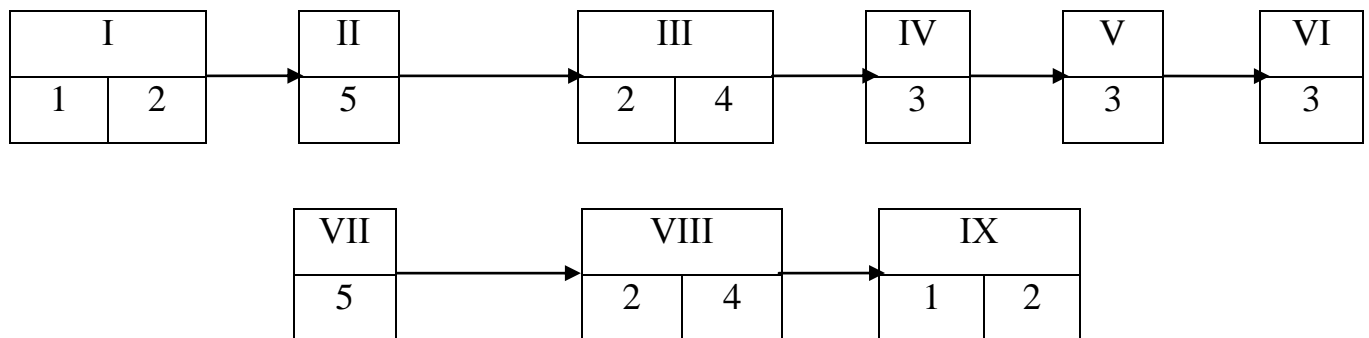 I II III IV V VI
1 2 5 2 4 3 3 3
VII VIII IX
5 2 4 1 2